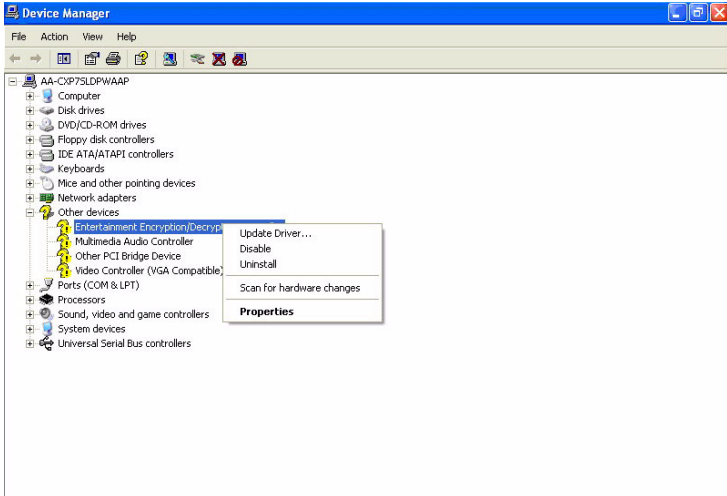 Device Manager
File Action View Help
AA-CXP7SLDPWAAP
Computer
Disk drives
DVD/CD-ROM drives
Floppy disk controllers
IDE ATA/ATAPI controllers
Keyboards
Mice and other pointing devices
Network adapters
Other devices
Entertainment Encryption/Decryp
Multimedia Audio Controller
Other PCI Bridge Device
Video Controller (VGA Compatible)
Ports (COM & LPT)
Processors
Sound, video and game controllers
System devices
Universal Serial Bus controllers
Update Driver...
Disable
Uninstall
Scan for hardware changes
Properties